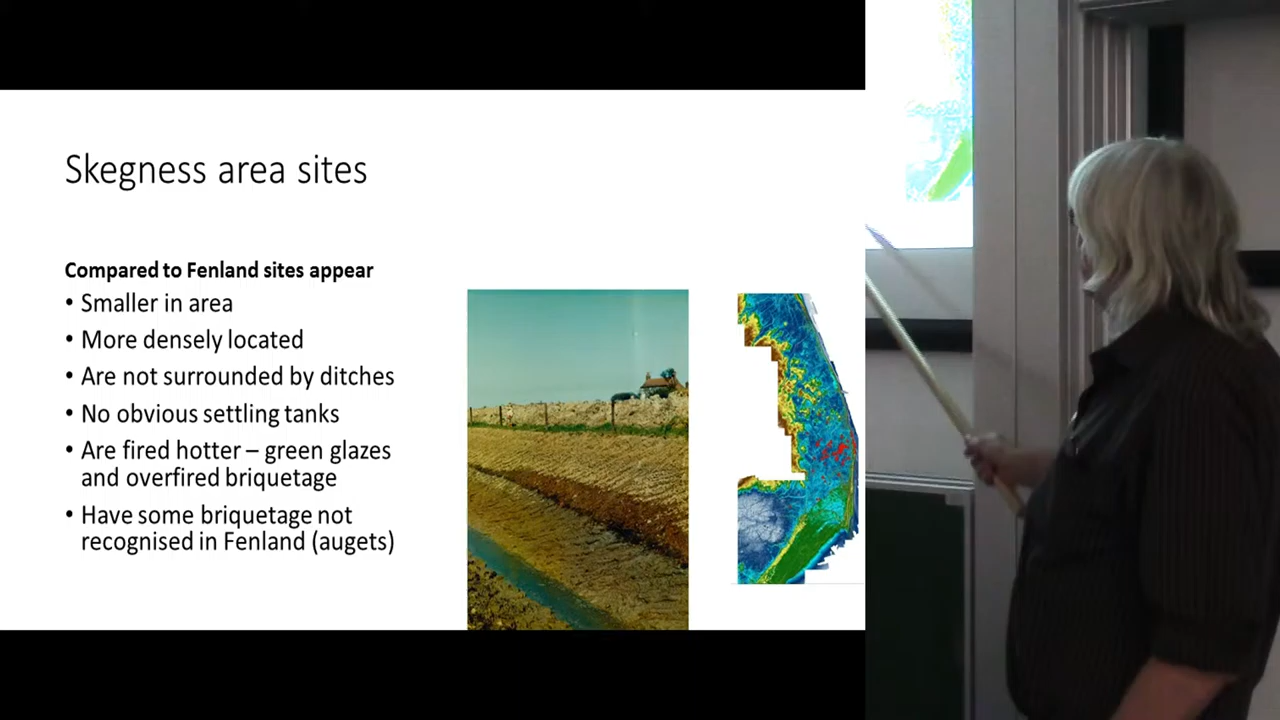 Skegness area sites
Compared to Fenland sites appear
• Smaller in area
• More densely located
• Are not surrounded by ditches
• No obvious settling tanks
• Are fired hotter – green glazes
and overfired briquetage
• Have some briquetage not
recognised in Fenland (augets)